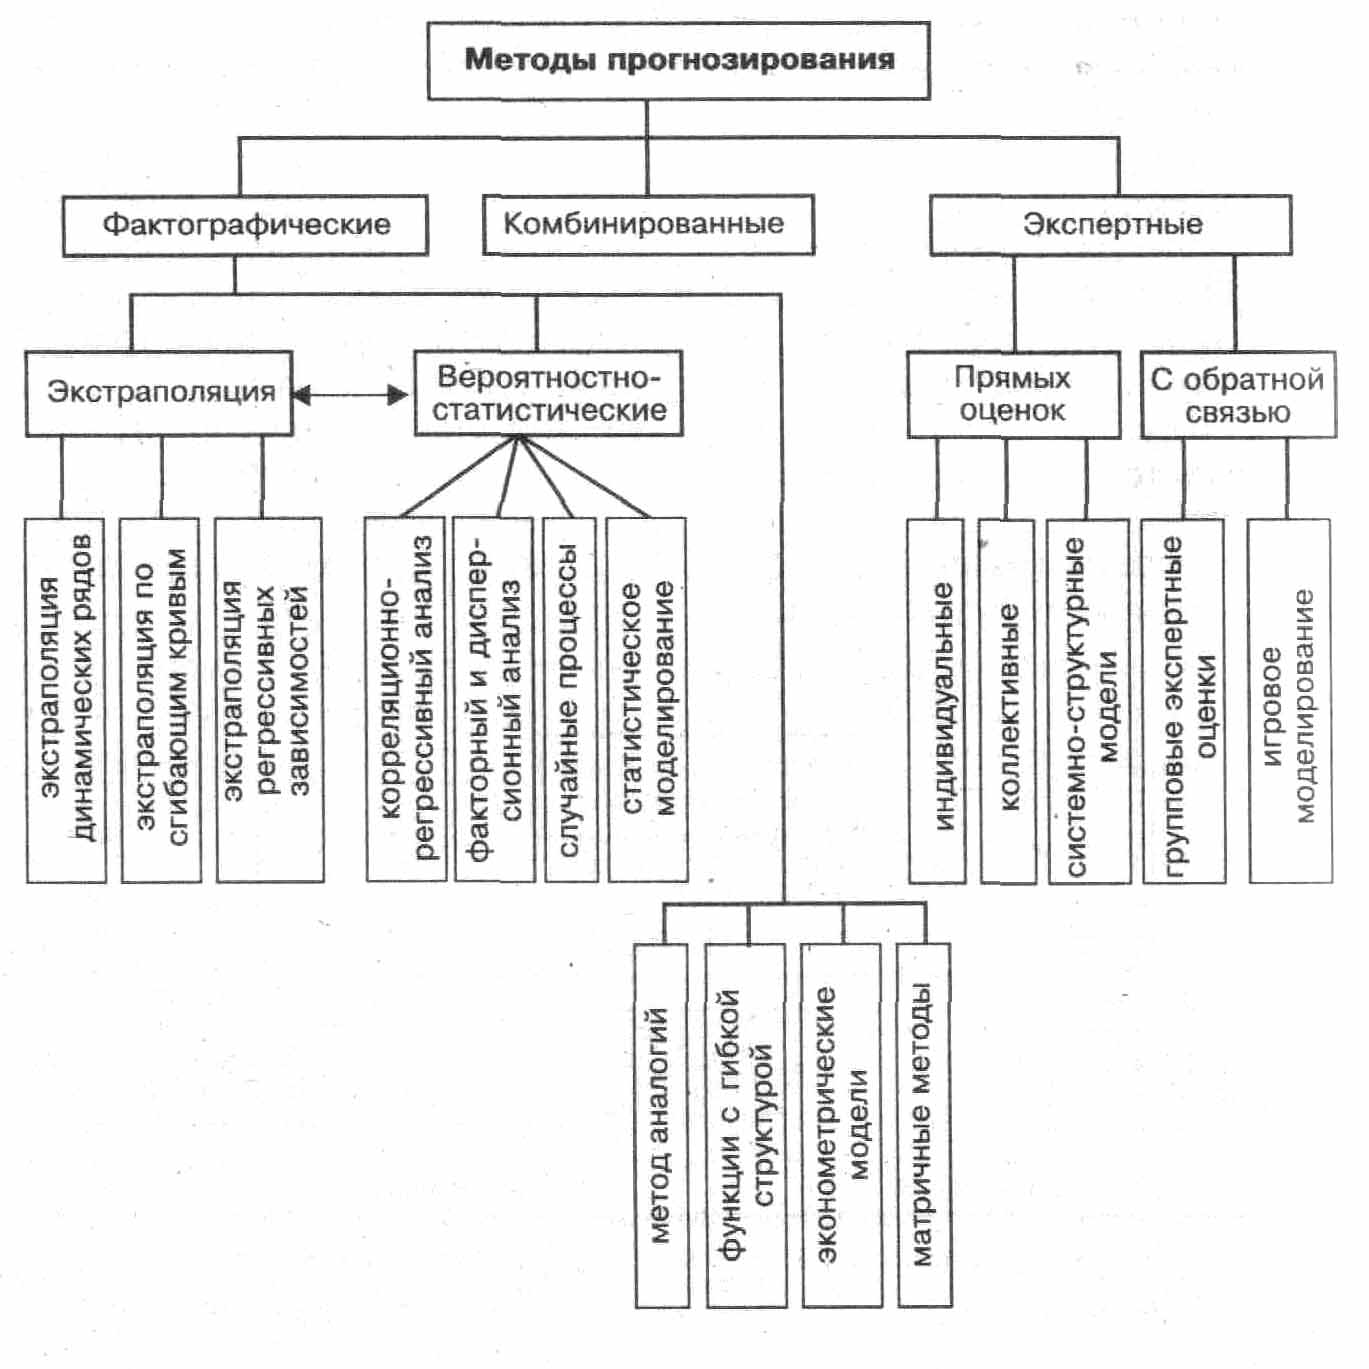 Методы прогнозирования
Фактографические
Комбинированные
Экспертные
Экстраполяция
Вероятностно-
статистические
Прямых
оценок
С обратной
связью
экстраполяция
динамических рядов
экстраполяция по
сгибающим кривым
экстраполяция
регрессивных
зависимостей
корреляционно-
регрессивный анализ
факторный и диспер-
сионный анализ
случайные процессы
статистическое
моделирование
индивидуальные
коллективные
системно-структурные
модели
групповые экспертные
оценки
игровое
моделирование
метод аналогий
функции с гибкой
структурой
эконометрические
модели
матричные методы